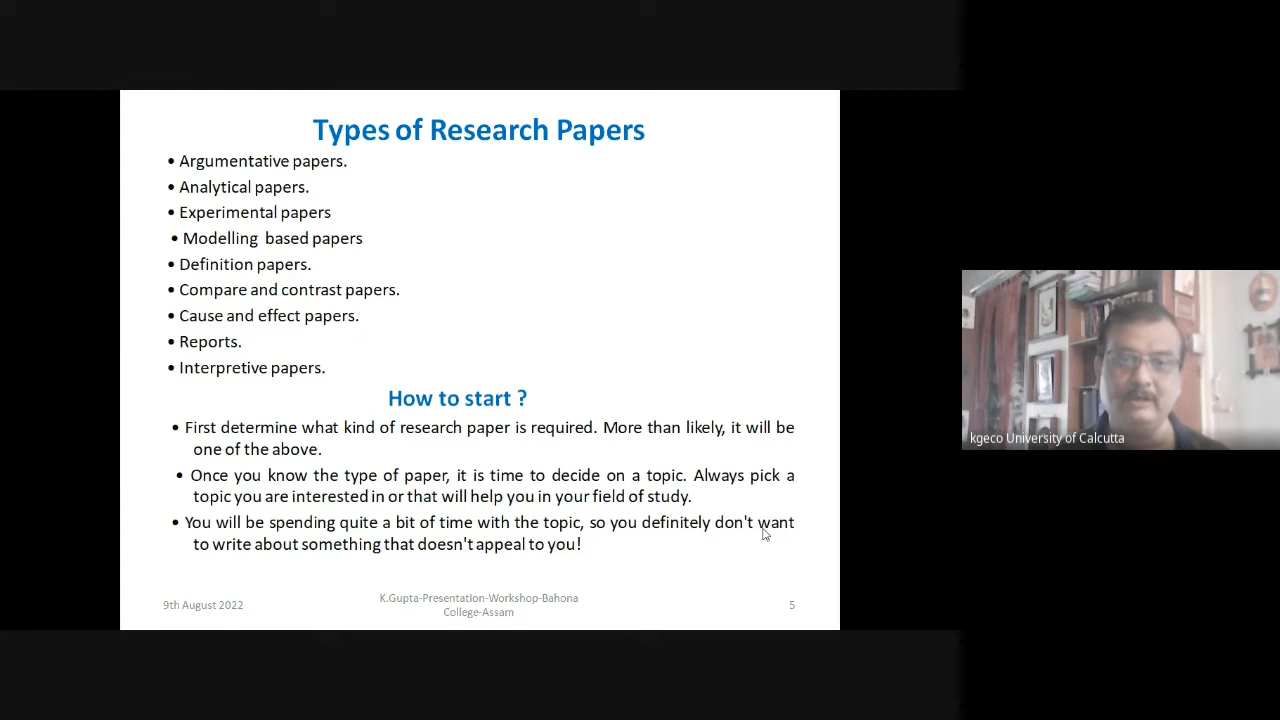 Types of Research Papers
• Argumentative papers.
• Analytical papers.
• Experimental papers
• Modelling based papers
• Definition papers.
• Compare and contrast papers.
• Cause and effect papers.
• Reports.
• Interpretive papers.
How to start ?
• First determine what kind of research paper is required. More than likely, it will be
one of the above.
• Once you know the type of paper, it is time to decide on a topic. Always pick a
topic you are interested in or that will help you in your field of study.
• You will be spending quite a bit of time with the topic, so you definitely don't want
to write about something that doesn't appeal to you!
9th August 2022
K.Gupta-Presentation-Workshop-Bahona
College-Assam
5
kgeco University of Calcutta